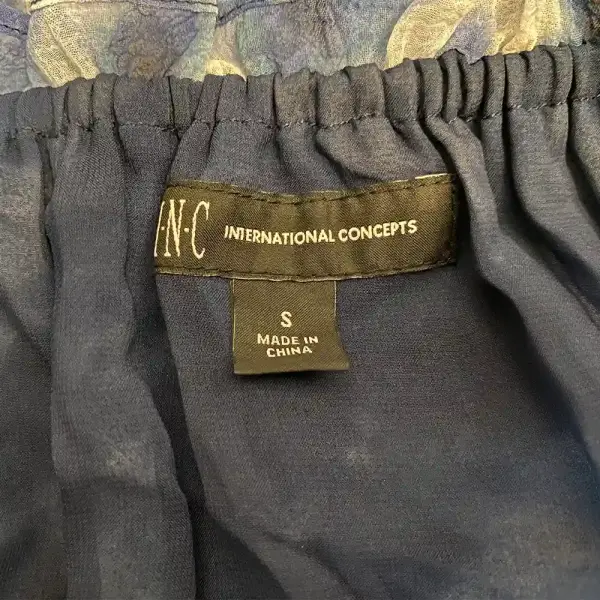 I·N·C INTERNATIONAL CONCEPTS
S
MADE IN
CHINA